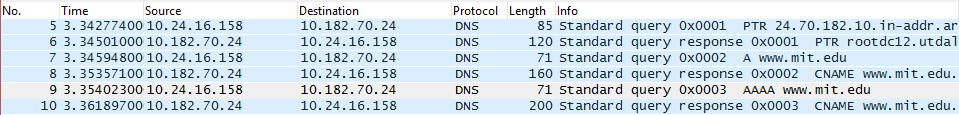 No. Time Source Destination Protocol Length Info
5 3.34277400 10.24.16.158 10.182.70.24 DNS 85 Standard query 0x0001 PTR 24.70.182.10.in-addr.ar
6 3.34501000 10.182.70.24 10.24.16.158 DNS 120 Standard query response 0x0001 PTR rootdc12.utdal
7 3.34594800 10.24.16.158 10.182.70.24 DNS 71 Standard query 0x0002 A www.mit.edu
8 3.35357100 10.182.70.24 10.24.16.158 DNS 160 Standard query response 0x0002 CNAME www.mit.edu.
9 3.35402300 10.24.16.158 10.182.70.24 DNS 71 Standard query 0x0003 AAAA www.mit.edu
10 3.36189700 10.182.70.24 10.24.16.158 DNS 200 Standard query response 0x0003 CNAME www.mit.edu.